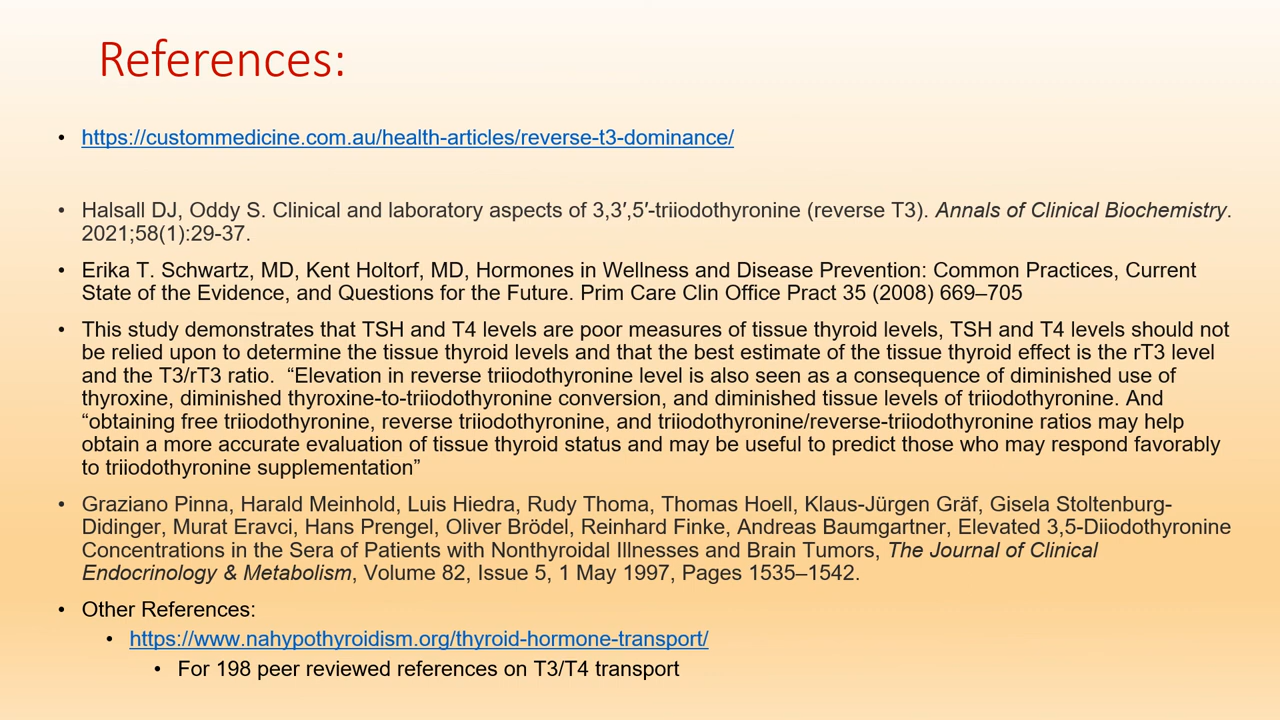 References:
• https://custommedicine.com.au/health-articles/reverse-t3-dominance/
• Halsall DJ, Oddy S. Clinical and laboratory aspects of 3,3′,5′-triiodothyronine (reverse T3). Annals of Clinical Biochemistry.
2021;58(1):29-37.
• Erika T. Schwartz, MD, Kent Holtorf, MD, Hormones in Wellness and Disease Prevention: Common Practices, Current
State of the Evidence, and Questions for the Future. Prim Care Clin Office Pract 35 (2008) 669–705
• This study demonstrates that TSH and T4 levels are poor measures of tissue thyroid levels, TSH and T4 levels should not
be relied upon to determine the tissue thyroid levels and that the best estimate of the tissue thyroid effect is the rT3 level
and the T3/rT3 ratio.  “Elevation in reverse triiodothyronine level is also seen as a consequence of diminished use of
thyroxine, diminished thyroxine-to-triiodothyronine conversion, and diminished tissue levels of triiodothyronine. And
“obtaining free triiodothyronine, reverse triiodothyronine, and triiodothyronine/reverse-triiodothyronine ratios may help
obtain a more accurate evaluation of tissue thyroid status and may be useful to predict those who may respond favorably
to triiodothyronine supplementation”
• Graziano Pinna, Harald Meinhold, Luis Hiedra, Rudy Thoma, Thomas Hoell, Klaus-Jürgen Gräf, Gisela Stoltenburg-
Didinger, Murat Eravci, Hans Prengel, Oliver Brödel, Reinhard Finke, Andreas Baumgartner, Elevated 3,5-Diiodothyronine
Concentrations in the Sera of Patients with Nonthyroidal Illnesses and Brain Tumors, The Journal of Clinical
Endocrinology & Metabolism, Volume 82, Issue 5, 1 May 1997, Pages 1535–1542.
• Other References:
• https://www.nahypothyroidism.org/thyroid-hormone-transport/
• For 198 peer reviewed references on T3/T4 transport